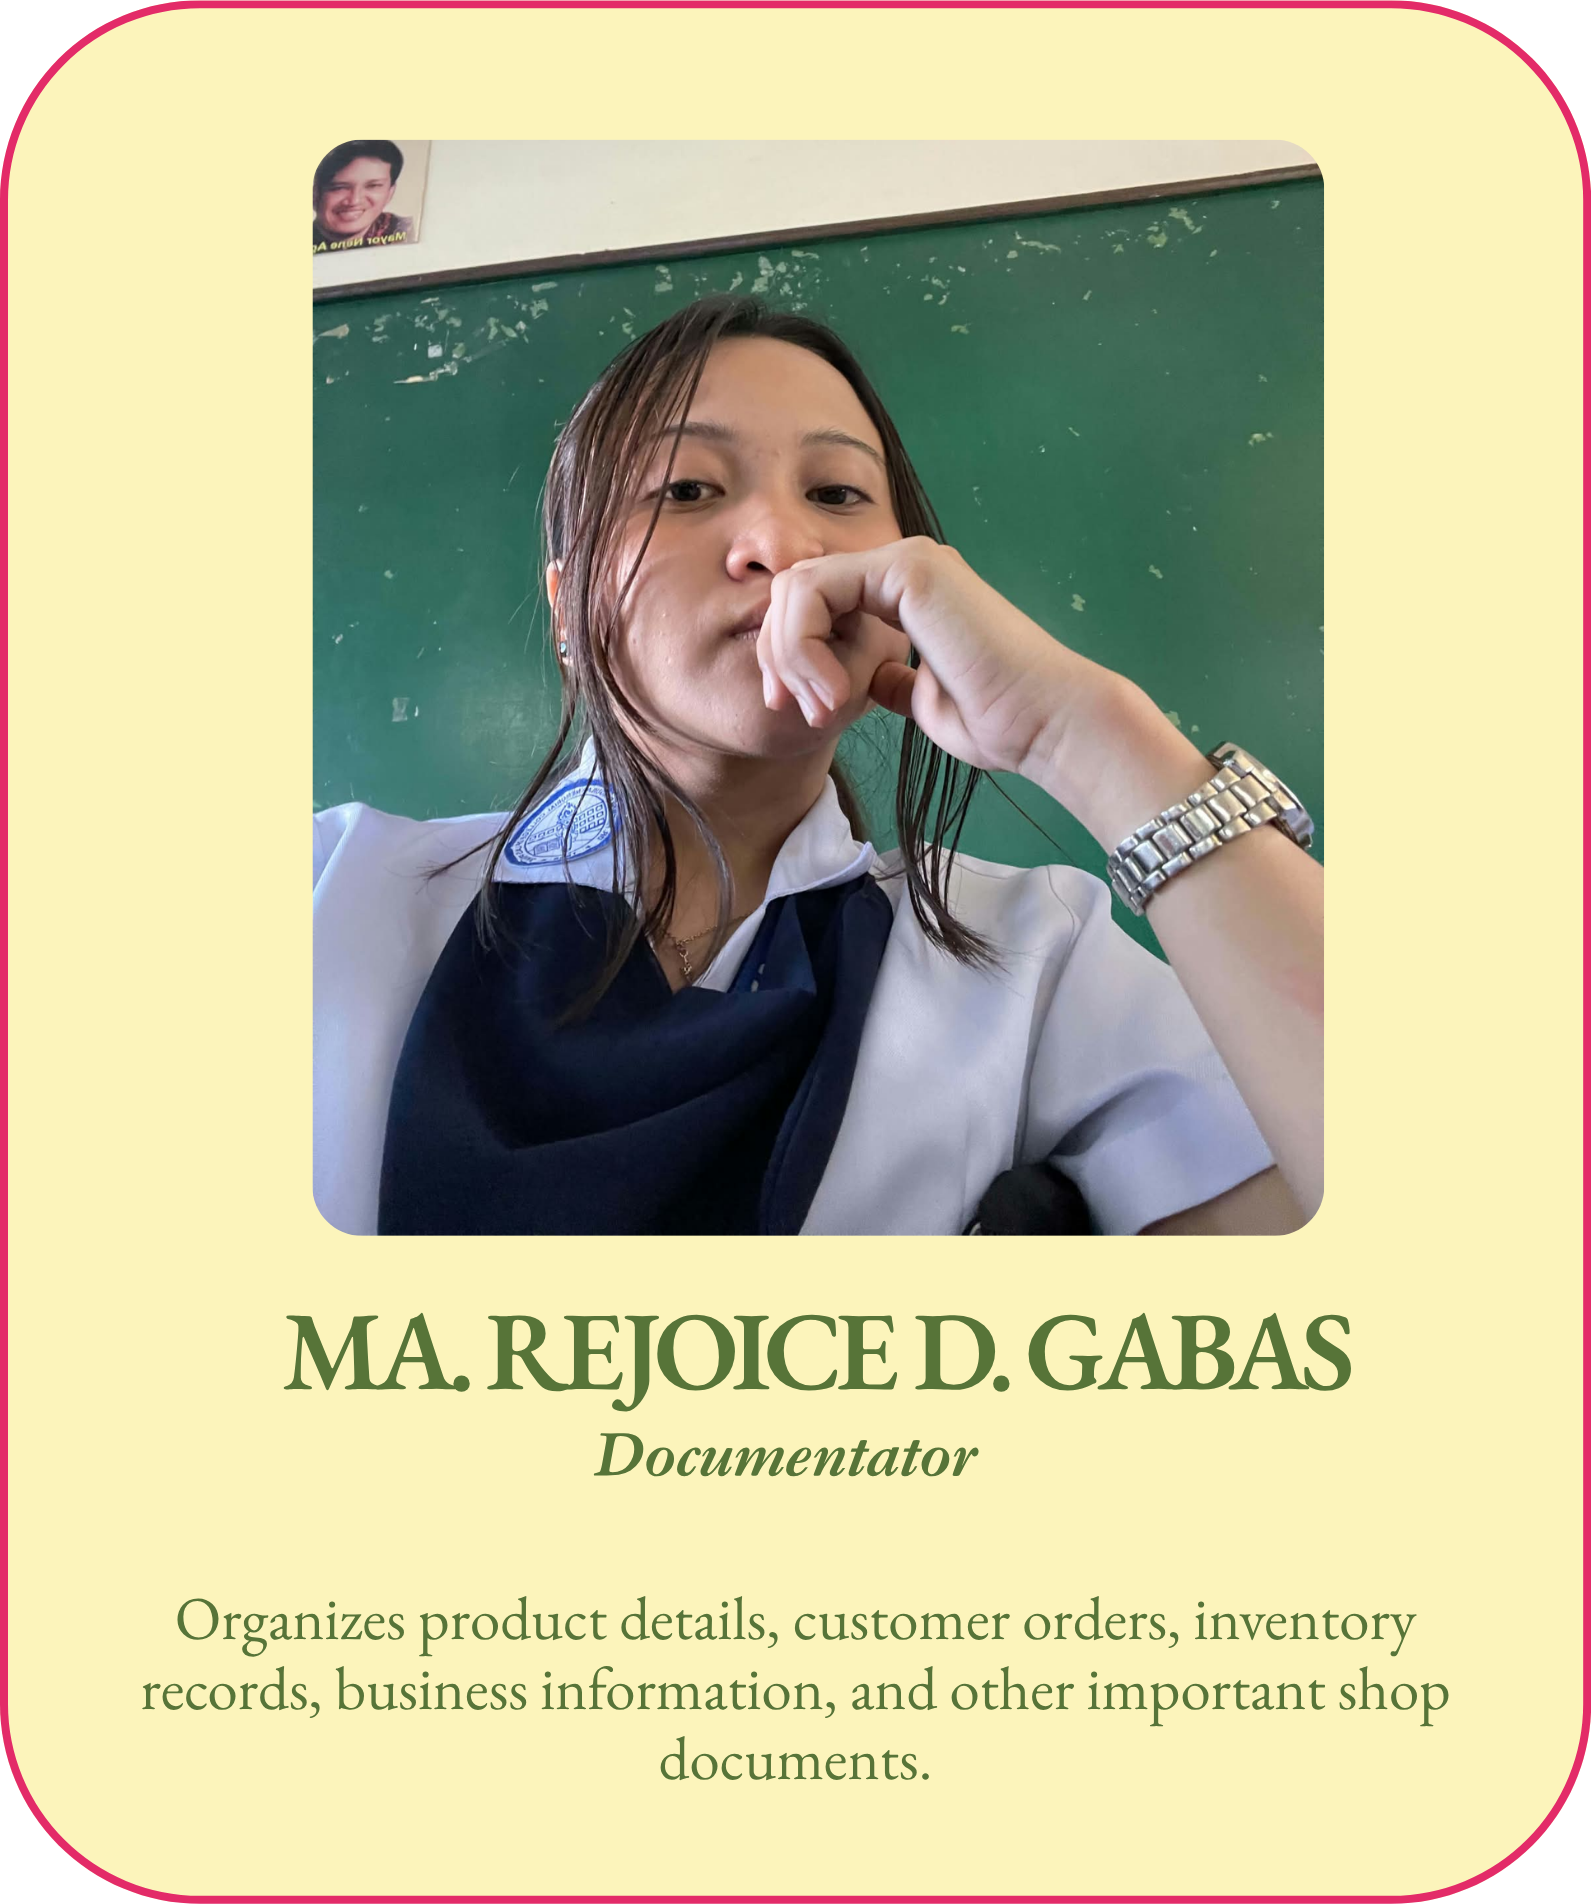 Mayor Nene
MA. REJOICE D. GABAS
Documentator
Organizes product details, customer orders, inventory
records, business information, and other important shop
documents.